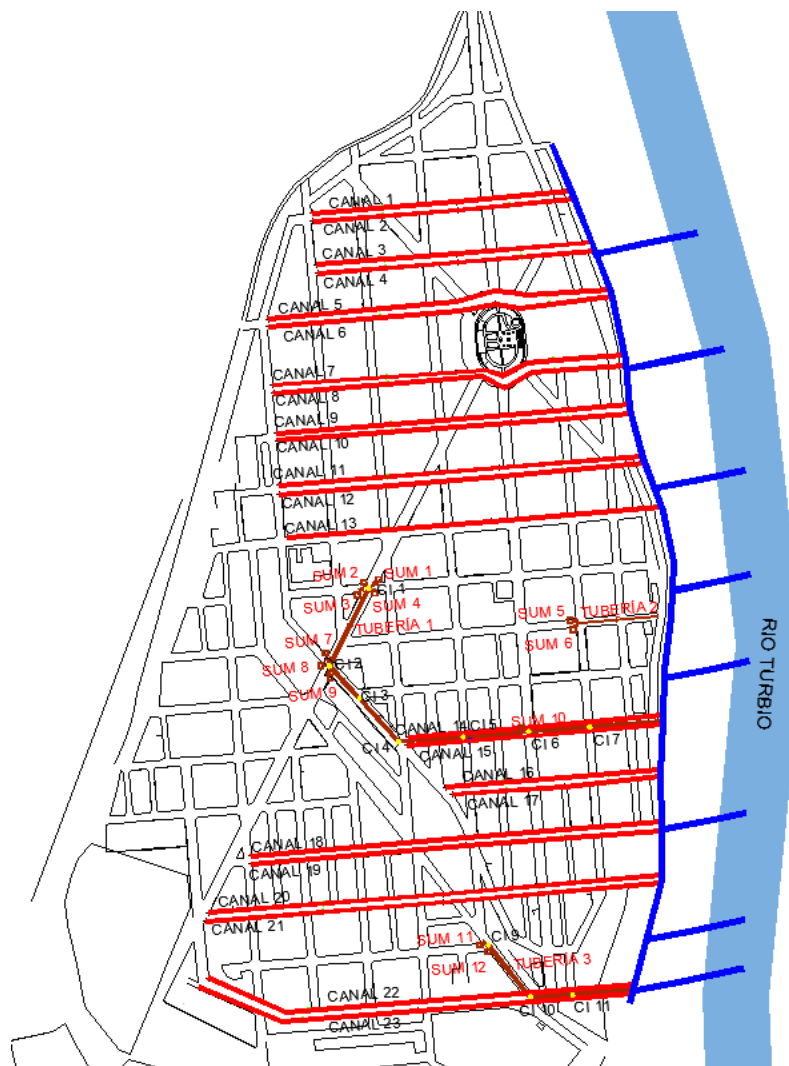 CANAL 1
CANAL 2
CANAL 3
CANAL 4
CANAL 5
CANAL 6
CANAL 7
CANAL 8
CANAL 9
CANAL 10
CANAL 11
CANAL 12
CANAL 13
SUM 2
SUM 1
CI 1
SUM 3
SUM 4
SUM 5
TUBERÍA 2
TUBERÍA 1
SUM 6
SUM 7
SUM 8
CI 2
SUM 9
CI 3
RIO TURBIO
CANAL 14
CI 5
SUM 10
CI 4
CANAL 15
CI 6
CI 7
CANAL 16
CANAL 17
CANAL 18
CANAL 19
CANAL 20
CANAL 21
SUM 11
CI 9
SUM 12
TUBERÍA 3
CANAL 22
CI 10
CI 11
CANAL 23